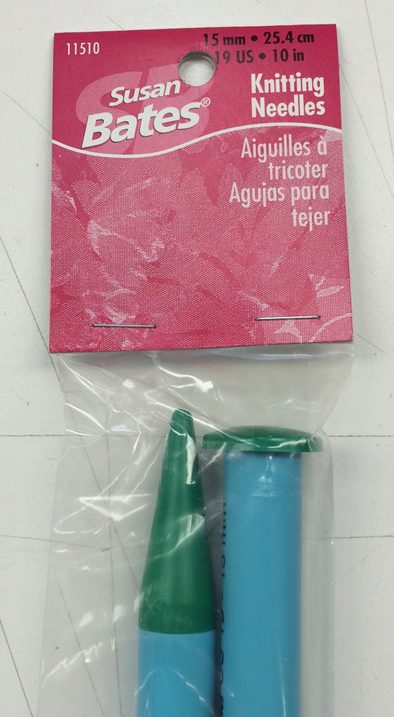 11510
15 mm • 25.4 cm
19 US • 10 in
Susan
Bates®
Knitting
Needles
Aiguilles à
tricoter
Agujas para
tejer